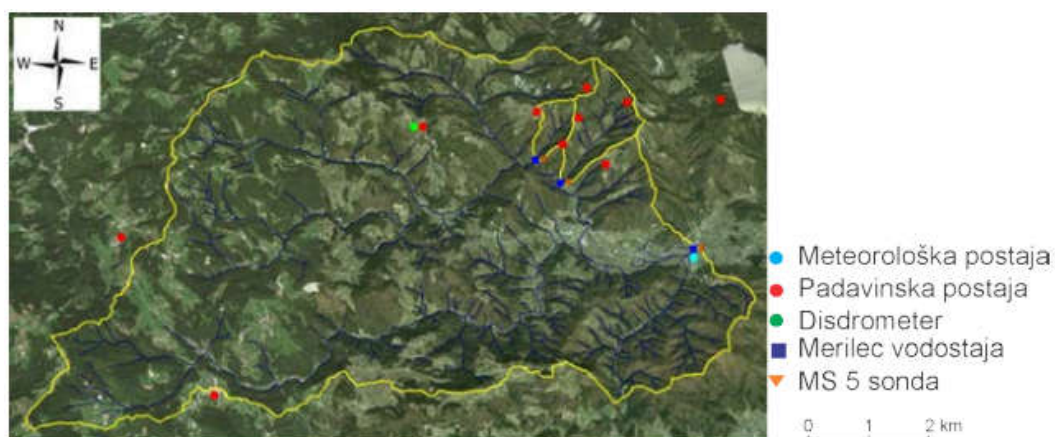 N
W E
S
Meteorološka postaja
Padavinska postaja
Disdrometer
Merilec vodostaja
MS 5 sonda
0 1 2 km